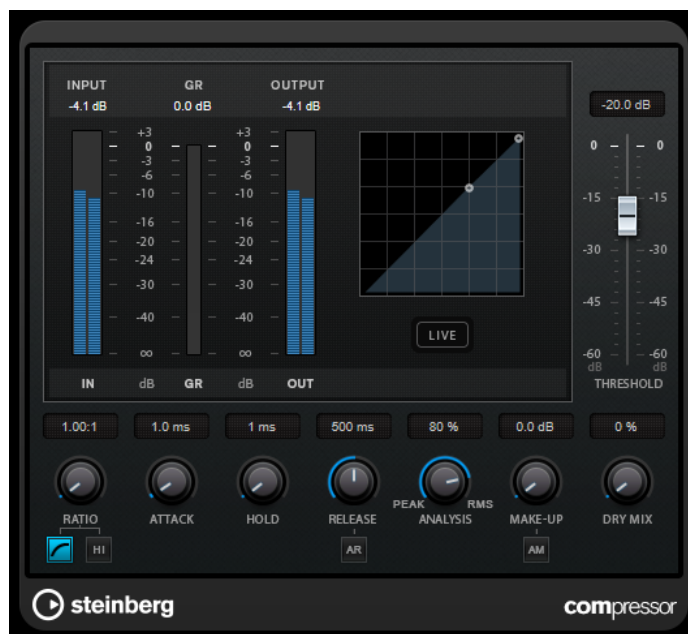 INPUT GR OUTPUT
-4.1 dB 0.0 dB -4.1 dB
-20.0 dB
+3 +3
0 0
-3 -3
-6 -6
-10 -10
-16 -16
-20 -20
-24 -24
-30 -30
-40 -40
∞ ∞
LIVE
IN dB GR dB OUT
0 0
-15 -15
-30 -30
-45 -45
-60 -60
dB dB
THRESHOLD
1.00:1 1.0 ms 1 ms 500 ms 80 % 0.0 dB 0 %
PEAK RMS
RATIO ATTACK HOLD RELEASE ANALYSIS MAKE-UP DRY MIX
HI AR AM
steinberg compressor